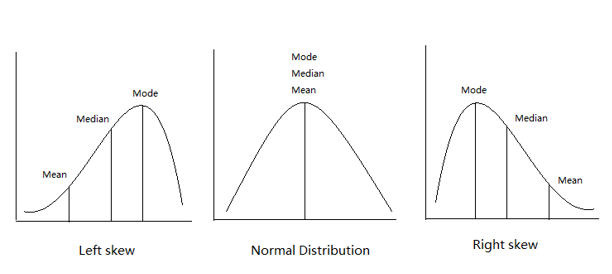 Mean
Median
Mode
Left skew
Mode
Median
Mean
Normal Distribution
Mode
Median
Mean
Right skew